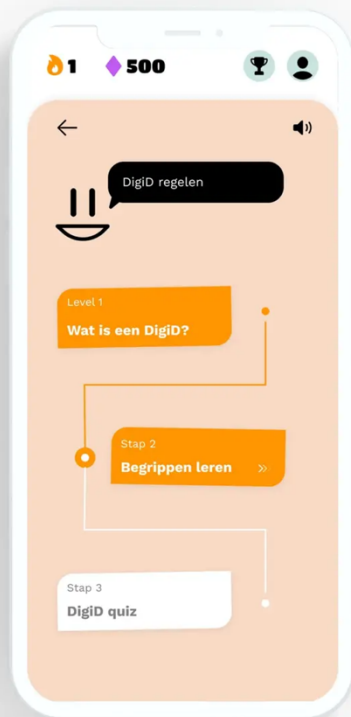 1
500
DigiD regelen
Level 1
Wat is een DigiD?
Stap 2
Begrippen leren
Stap 3
DigiD quiz